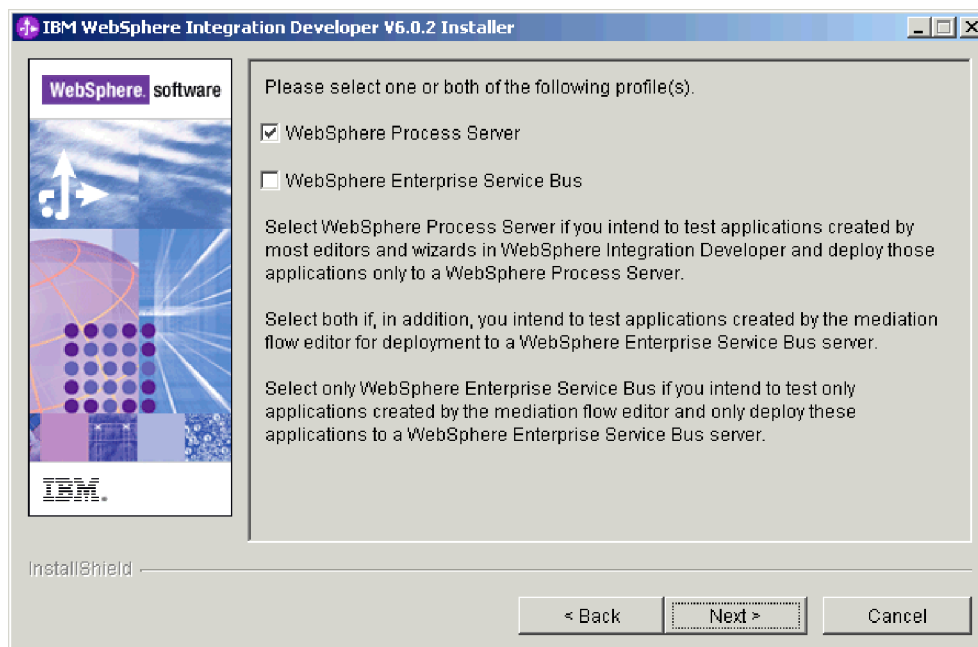 IBM WebSphere Integration Developer V6.0.2 Installer
WebSphere. software
Please select one or both of the following profile(s).
WebSphere Process Server
WebSphere Enterprise Service Bus
Select WebSphere Process Server if you intend to test applications created by
most editors and wizards in WebSphere Integration Developer and deploy those
applications only to a WebSphere Process Server.
Select both if, in addition, you intend to test applications created by the mediation
flow editor for deployment to a WebSphere Enterprise Service Bus server.
Select only WebSphere Enterprise Service Bus if you intend to test only
applications created by the mediation flow editor and only deploy these
applications to a WebSphere Enterprise Service Bus server.
IBM.
InstallShield
< Back
Next >
Cancel